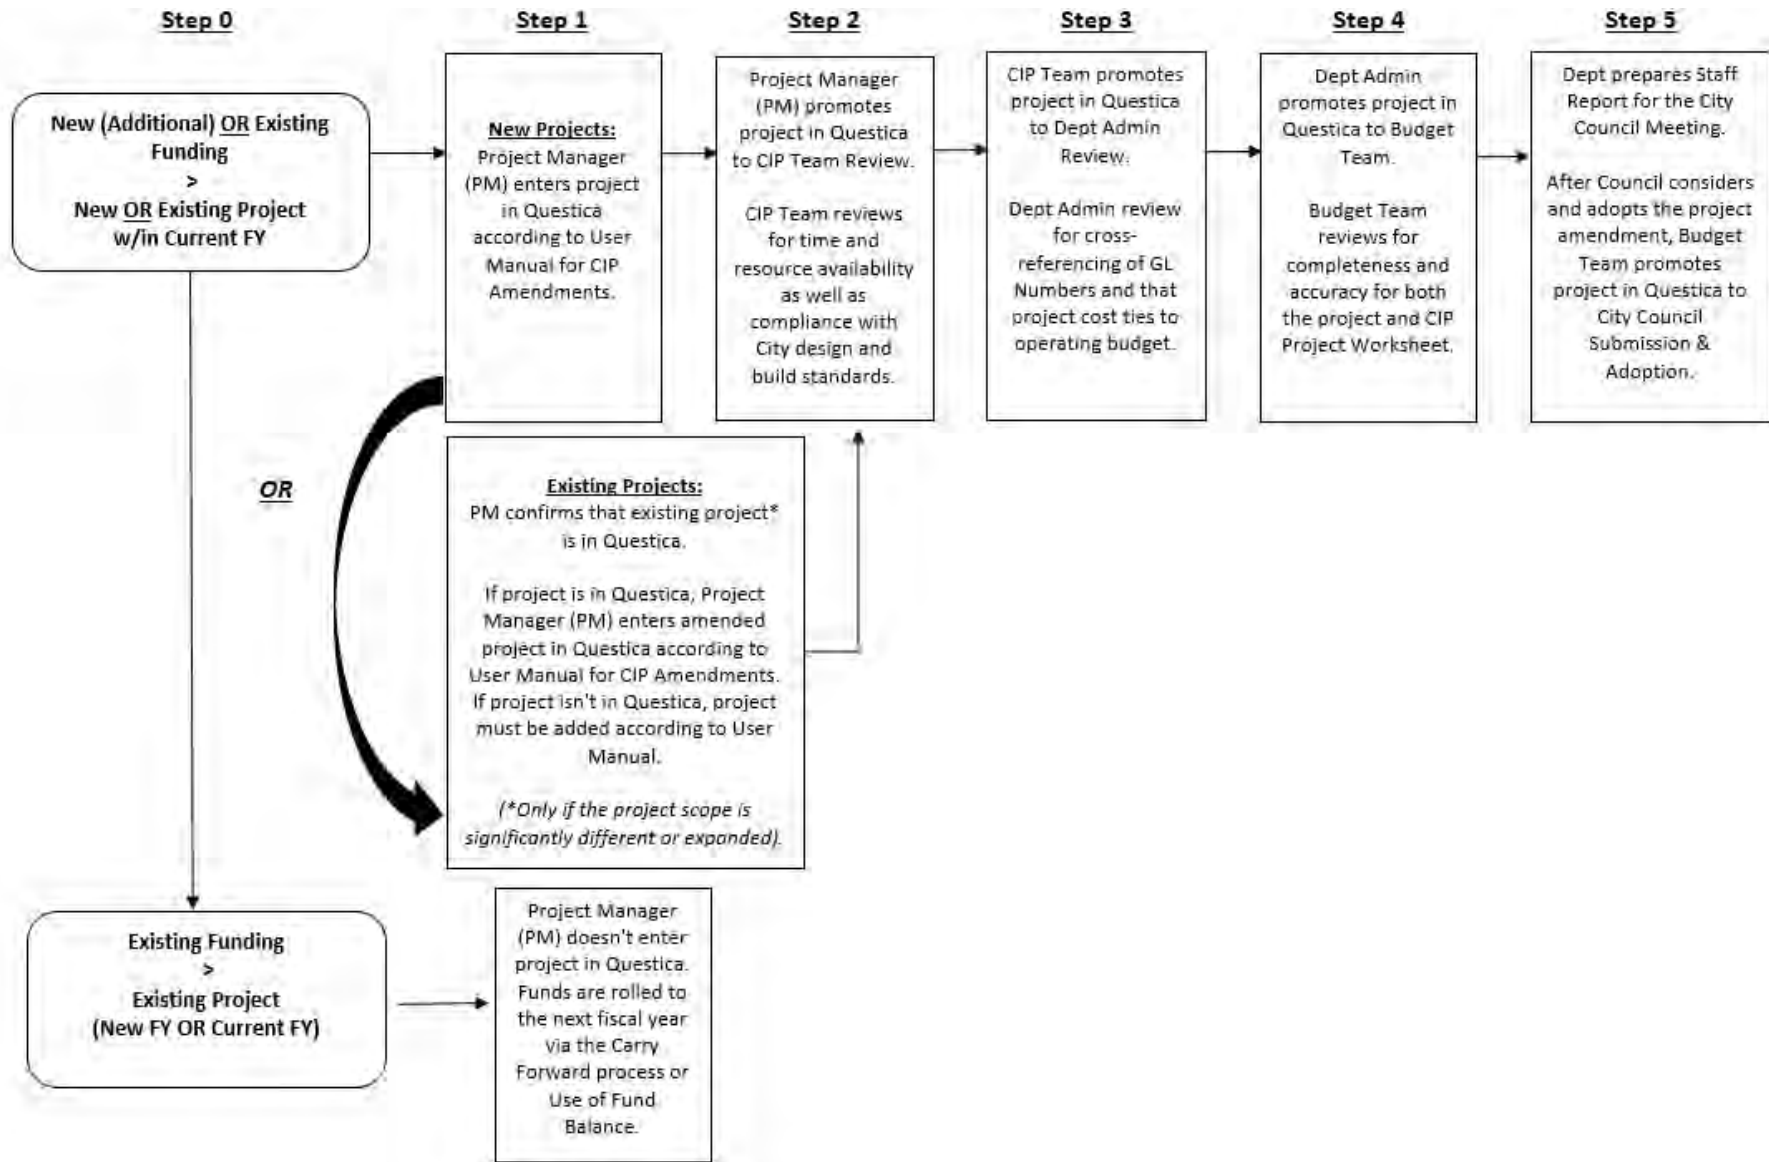 Step 0
Step 1
Step 2
Step 3
Step 4
Step 5
New (Additional) OR Existing
Funding
>
New OR Existing Project
w/in Current FY
New Projects:
Project Manager
(PM) enters project
in Questica
according to User
Manual for CIP
Amendments.
Project Manager
(PM) promotes
project in Questica
to CIP Team Review.
CIP Team reviews
for time and
resource availability
as well as
compliance with
City design and
build standards.
CIP Team promotes
project in Questica
to Dept Admin
Review.
Dept Admin review
for cross-
referencing of GL
Numbers and that
project cost ties to
operating budget.
Dept Admin
promotes project in
Questica to Budget
Team.
Budget Team
reviews for
completeness and
accuracy for both
the project and CIP
Project Worksheet.
Dept prepares Staff
Report for the City
Council Meeting.
After Council considers
and adopts the project
amendment, Budget
Team promotes
project in Questica to
City Council
Submission &
Adoption.
OR
Existing Projects:
PM confirms that existing project*
is in Questica.
If project is in Questica, Project
Manager (PM) enters amended
project in Questica according to
User Manual for CIP Amendments.
If project isn't in Questica, project
must be added according to User
Manual.
(*Only if the project scope is
significantly different or expanded).
Existing Funding
>
Existing Project
(New FY OR Current FY)
Project Manager
(PM) doesn't enter
project in Questica.
Funds are rolled to
the next fiscal year
via the Carry
Forward process or
Use of Fund
Balance.